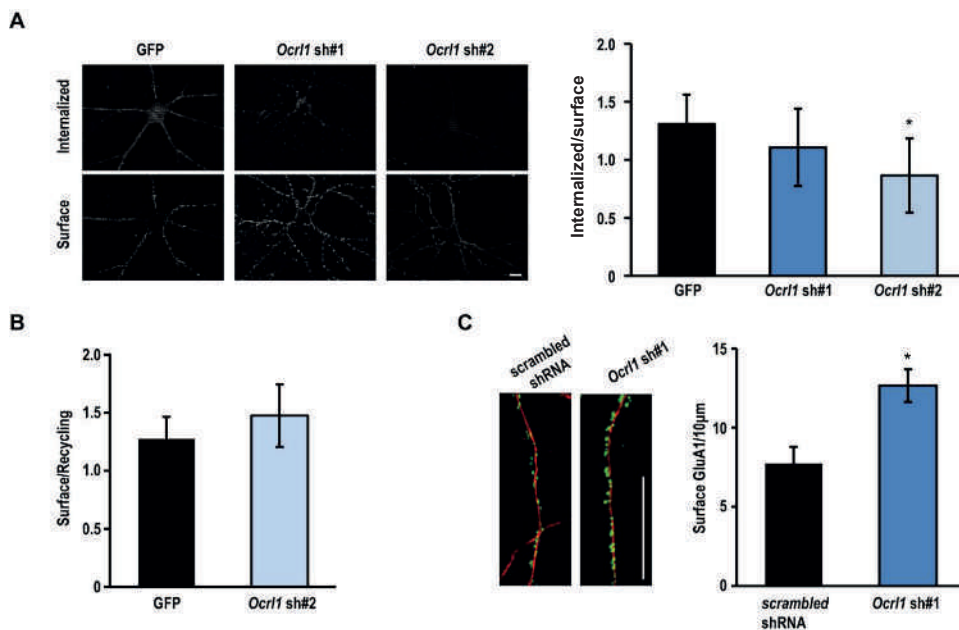 A
GFP
Ocrl1 sh#1
Ocrl1 sh#2
Internalized
Surface
Internalized/surface
2.0
1.5
1.0
0.5
0
*
GFP
Ocrl1 sh#1
Ocrl1 sh#2
B
Surface/Recycling
2.0
1.5
1.0
0.5
0
GFP
Ocrl1 sh#2
C
scrambled
shRNA
Ocrl1 sh#1
Surface GluA1/10μm
15
10
5
0
*
scrambled
shRNA
Ocrl1 sh#1